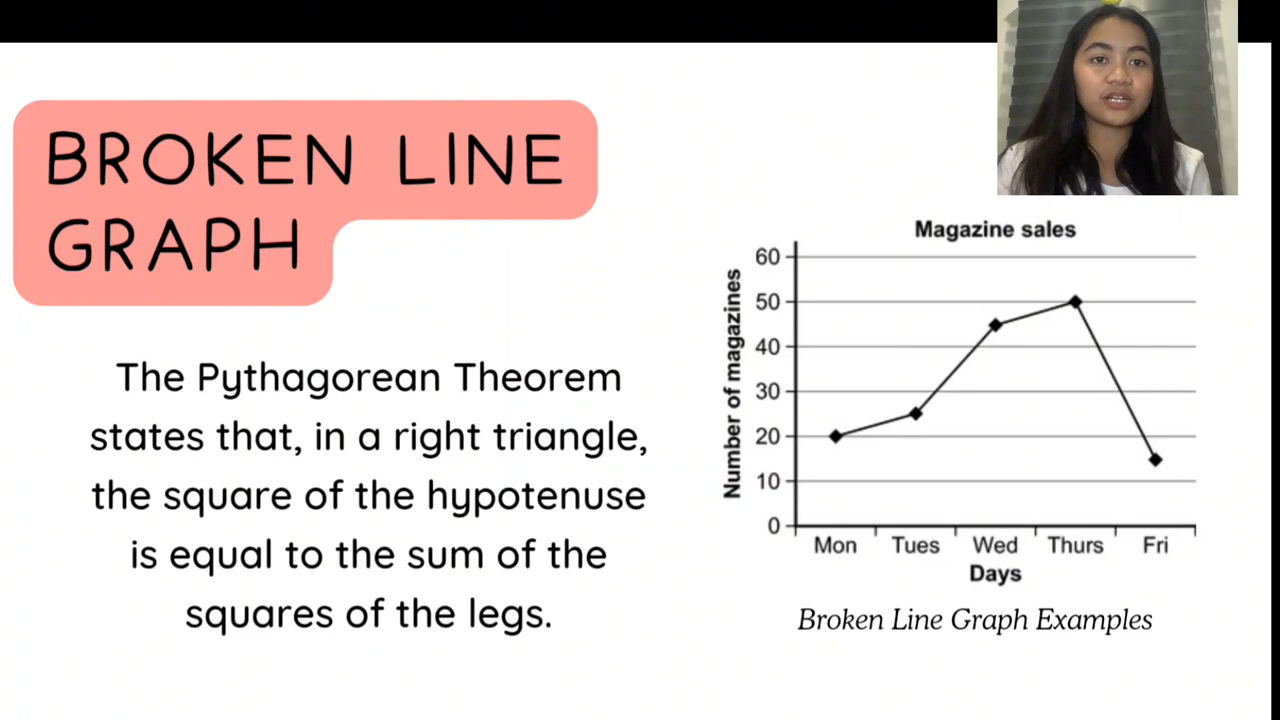 BROKEN LINE
GRAPH
The Pythagorean Theorem
states that, in a right triangle,
the square of the hypotenuse
is equal to the sum of the
squares of the legs.
Magazine sales
Number of magazines
60
50
40
30
20
10
0
Mon Tues Wed Thurs Fri
Days
Broken Line Graph Examples